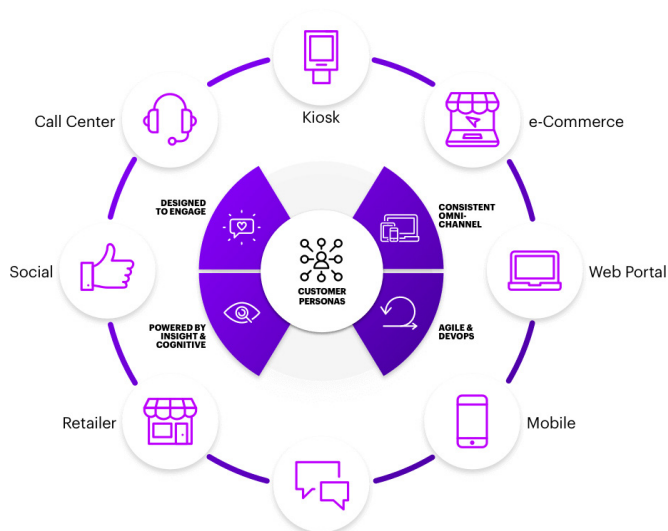 Kiosk
Call Center
e-Commerce
DESIGNED
TO ENGAGE
CONSISTENT
OMNI-
CHANNEL
Social
CUSTOMER
PERSONAS
Web Portal
POWERED BY
INSIGHT &
COGNITIVE
AGILE &
DEVOPS
Retailer
Mobile